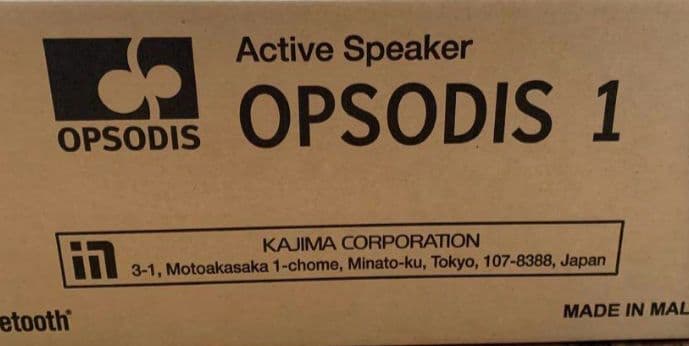 Active Speaker
OPSODIS 1
OPSODIS
KAJIMA CORPORATION
3-1, Motoakasaka 1-chome, Minato-ku, Tokyo, 107-8388, Japan
etooth
MADE IN MAL